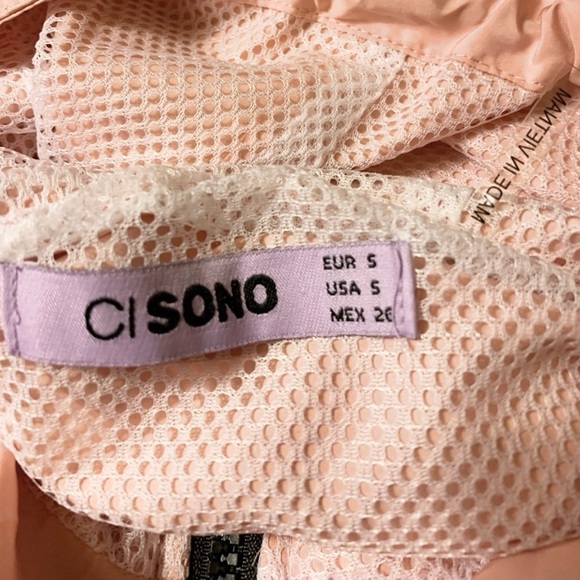 CI SONO
EUR S
USA S
MEX 26
MADE IN VIETNAM